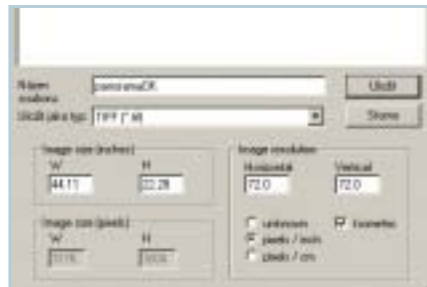 Název
souboru:
panoramaOK
Uložit
Uložit jako typ:
TIFF (*.tif)
Storno
Image size (inches)
W H
44.11 22.28
Image resolution
Horizontal Vertical
72.0 72.0
unknown
pixels / inch
pixels / cm
Isometric
Image size (pixels)
W H